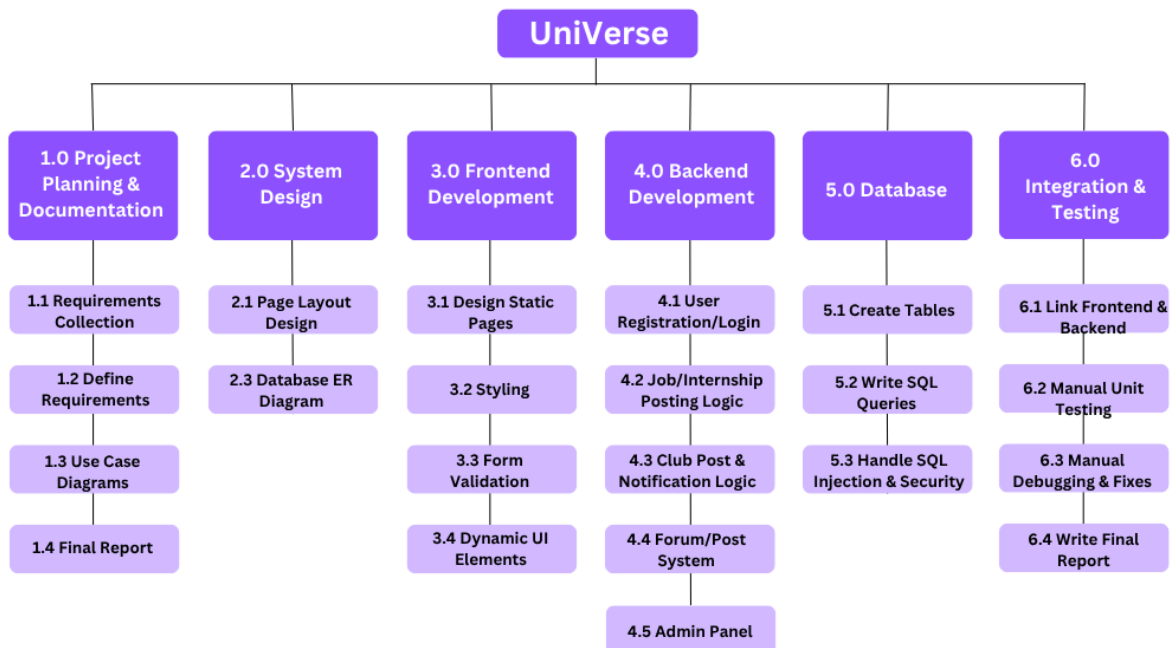 UniVerse
1.0 Project
Planning &
Documentation
2.0 System
Design
3.0 Frontend
Development
4.0 Backend
Development
5.0 Database
6.0
Integration &
Testing
1.1 Requirements
Collection
1.2 Define
Requirements
1.3 Use Case
Diagrams
1.4 Final Report
2.1 Page Layout
Design
2.3 Database ER
Diagram
3.1 Design Static
Pages
3.2 Styling
3.3 Form
Validation
3.4 Dynamic UI
Elements
4.1 User
Registration/Login
4.2 Job/Internship
Posting Logic
4.3 Club Post &
Notification Logic
4.4 Forum/Post
System
4.5 Admin Panel
5.1 Create Tables
5.2 Write SQL
Queries
5.3 Handle SQL
Injection & Security
6.1 Link Frontend &
Backend
6.2 Manual Unit
Testing
6.3 Manual
Debugging & Fixes
6.4 Write Final
Report